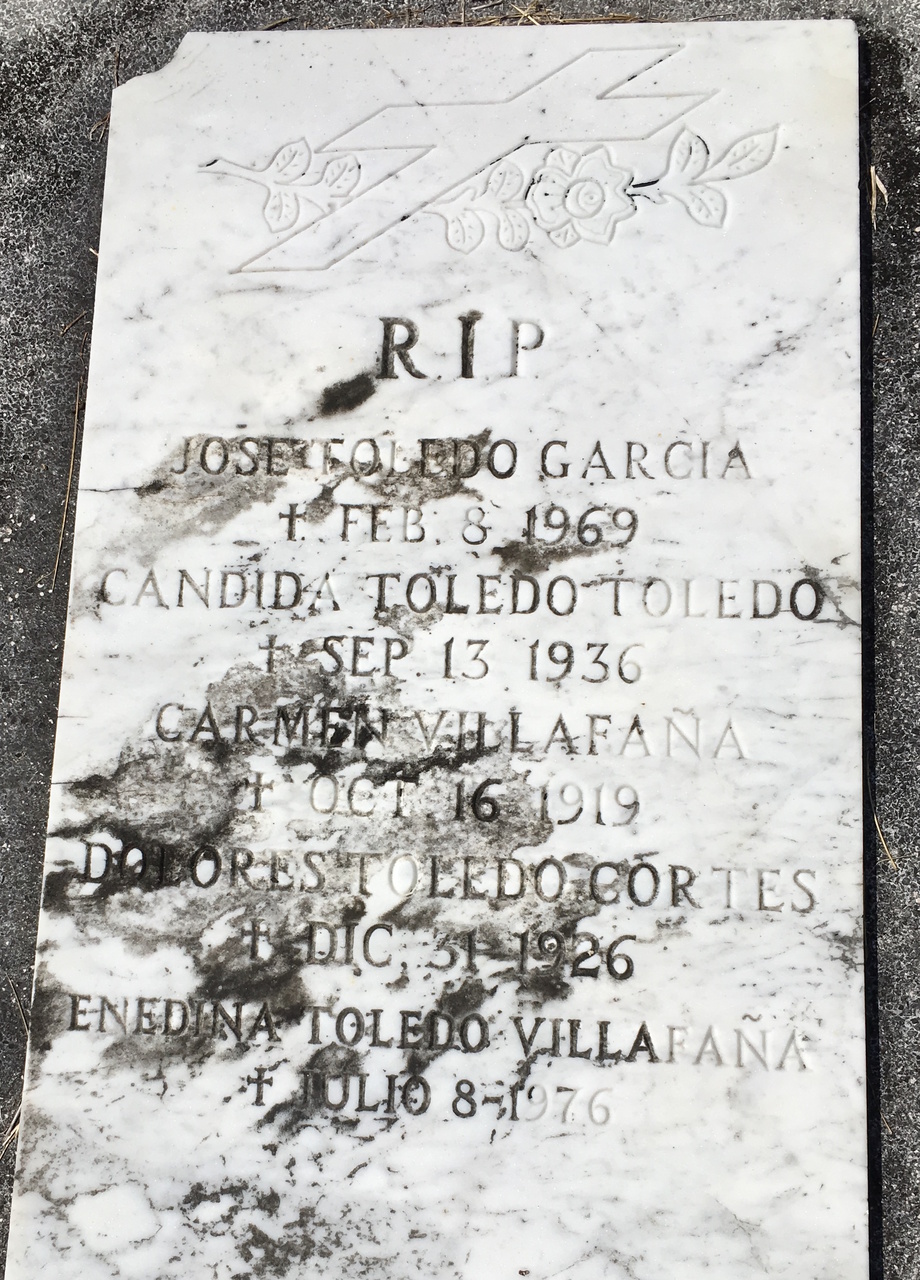 RIP
JOSE TOLEDO GARCIA
† FEB. 8 1969
CANDIDA TOLEDO TOLEDO
† SEP. 13 1936
CARMEN VILLAFAÑA
† OCT. 16 1919
DOLORES TOLEDO CORTES
† DIC. 31 1926
ENEDINA TOLEDO VILLAFAÑA
† JULIO 8-1976